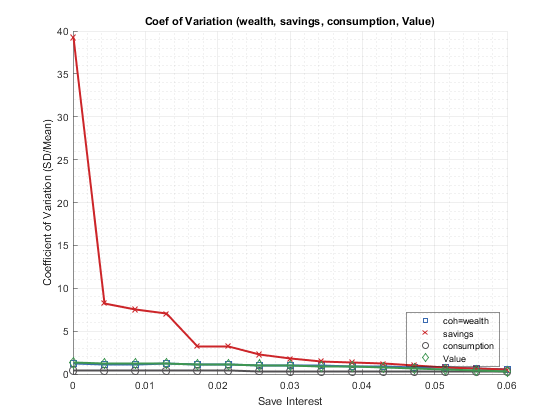 Coef of Variation (wealth, savings, consumption, Value)
40
35
30
25
20
15
10
5
0
Coefficient of Variation (SD/Mean)
coh=wealth
savings
consumption
Value
0 0.01 0.02 0.03 0.04 0.05 0.06
Save Interest